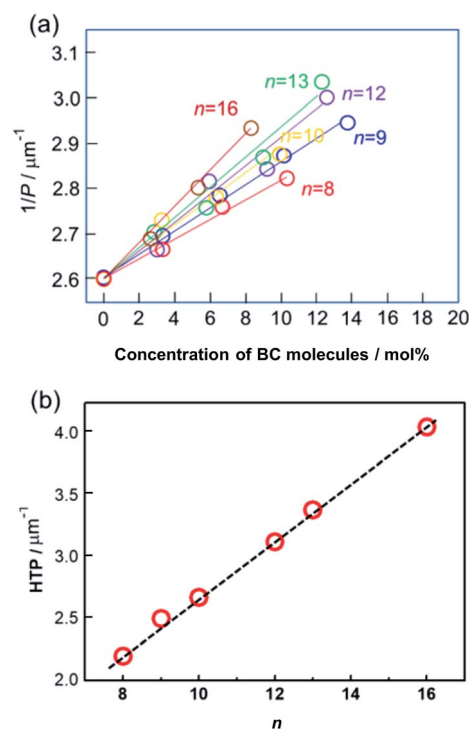 (a)
3.1
3.0
2.9
2.8
2.7
2.6
1/P / μm⁻¹
n=16
n=13
n=12
n=10
n=9
n=8
0 2 4 6 8 10 12 14 16 18 20
Concentration of BC molecules / mol%
(b)
4.0
3.5
3.0
2.5
2.0
HTP / μm⁻¹
8 10 12 14 16
n